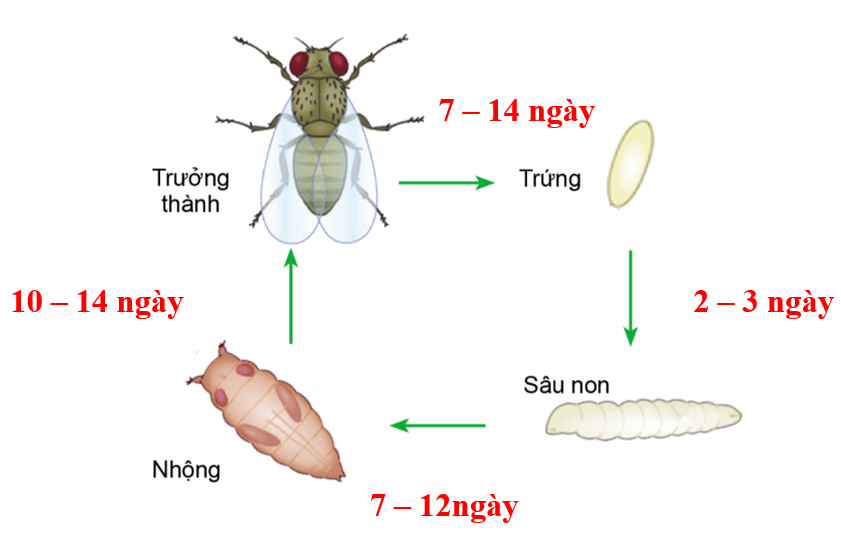 7 – 14 ngày
Trưởng
thành
Trứng
10 – 14 ngày
2 – 3 ngày
Sâu non
Nhộng
7 – 12ngày